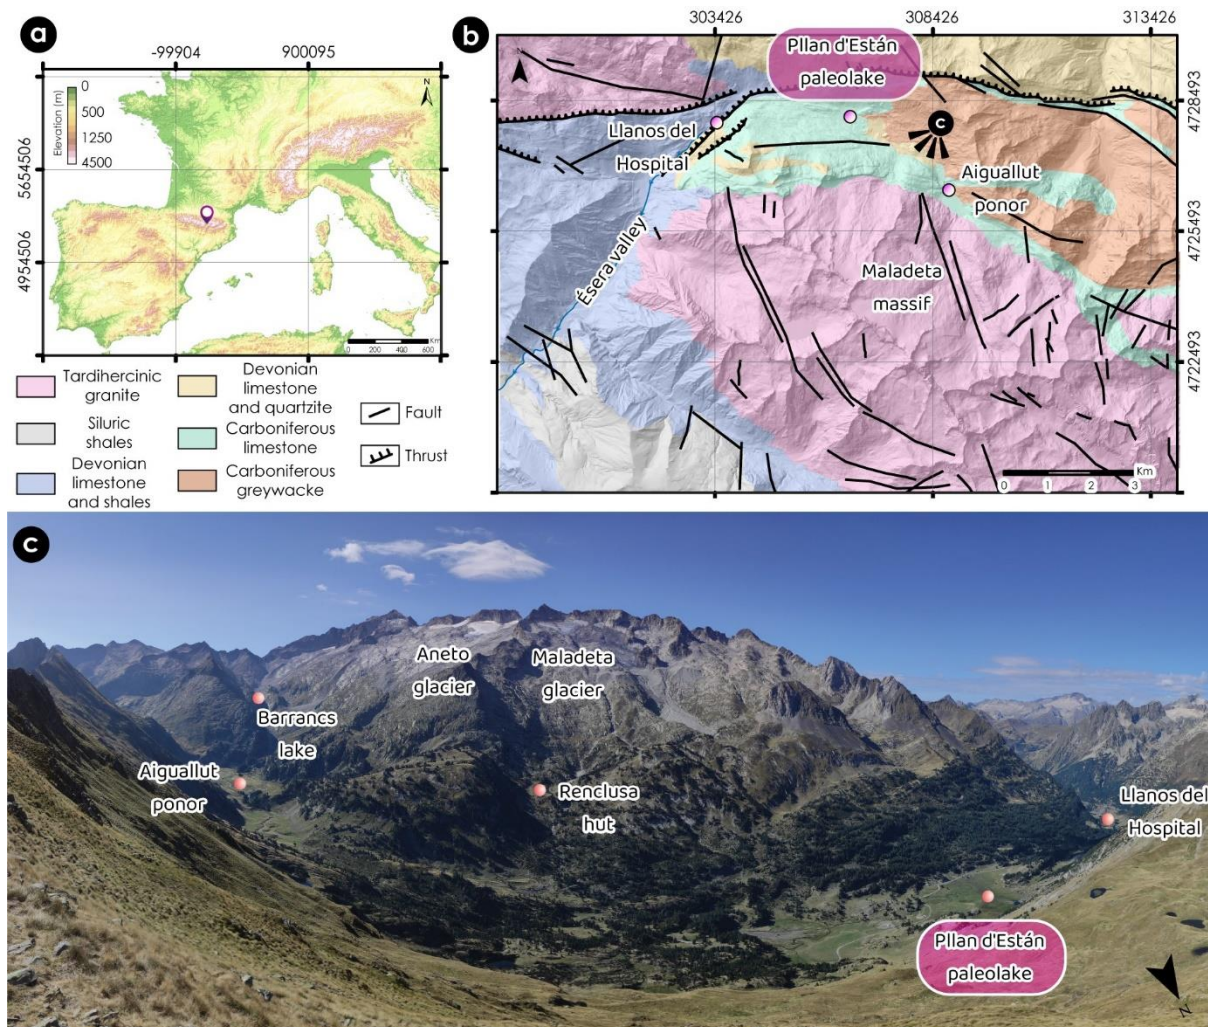 a
-99904
900095
N
Elevation (m)
0
500
1250
4500
5654506
4954506
Km
0
200
400
600
Tardihercinic
granite
Siluric
shales
Devonian
limestone
and shales
Devonian
limestone
and quartzite
Carboniferous
limestone
Carboniferous
greywacke
Fault
Thrust
b
303426
308426
313426
Pllan d'Están
paleolake
4728493
4725493
4722493
Llanos del
Hospital
c
Aiguallut
ponor
Ésera valley
Maladeta
massif
Km
0
1
2
3
c
Aneto
glacier
Maladeta
glacier
Barrancs
lake
Aiguallut
ponor
Renclusa
hut
Llanos del
Hospital
Pllan d'Están
paleolake
N